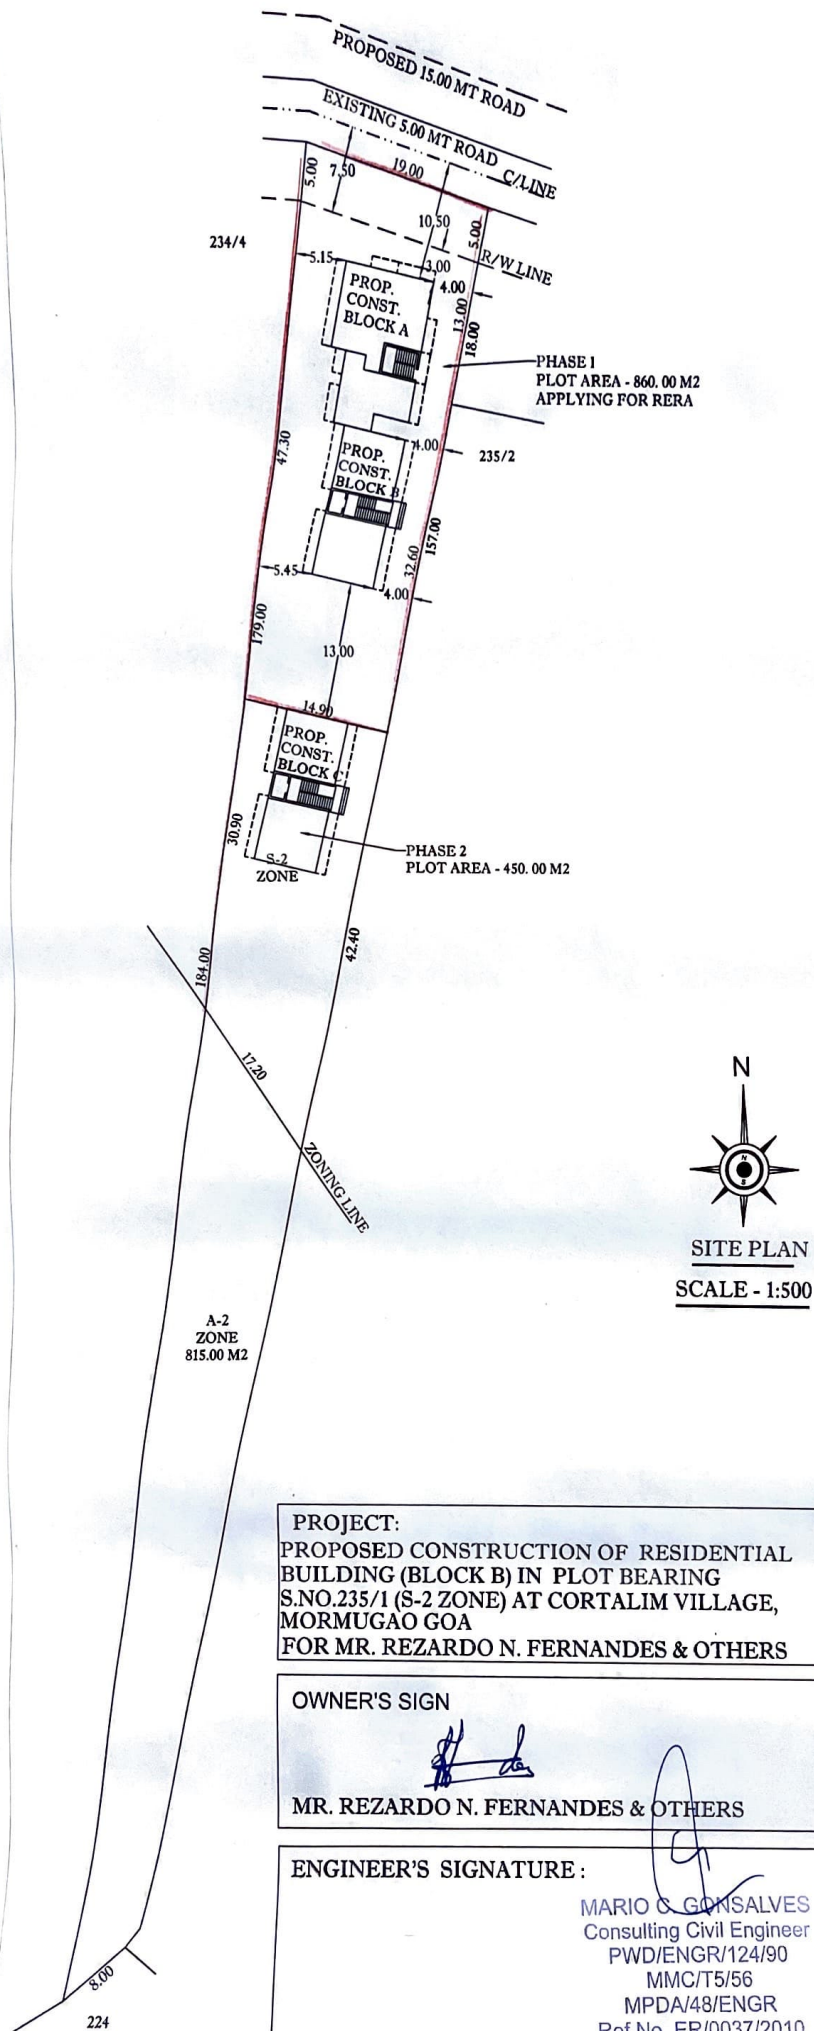 PROPOSED 15.00 MT ROAD
EXISTING 5.00 MT ROAD
C/LINE
5.00
7.50
19.00
10.50
5.00
R/W LINE
234/4
5.15
3.00
4.00
PROP.
CONST.
BLOCK A
13.00
18.00
PHASE 1
PLOT AREA - 860. 00 M2
APPLYING FOR RERA
47.30
4.00
235/2
PROP.
CONST.
BLOCK B
157.00
32.60
5.45
4.00
179.00
13.00
14.90
PROP.
CONST.
BLOCK C
30.90
PHASE 2
PLOT AREA - 450. 00 M2
S-2
ZONE
42.40
184.00
17.20
ZONING LINE
N
N
S
SITE PLAN
SCALE - 1:500
A-2
ZONE
815.00 M2
PROJECT:
PROPOSED CONSTRUCTION OF RESIDENTIAL
BUILDING (BLOCK B) IN PLOT BEARING
S.NO.235/1 (S-2 ZONE) AT CORTALIM VILLAGE,
MORMUGAO GOA
FOR MR. REZARDO N. FERNANDES & OTHERS
OWNER'S SIGN
MR. REZARDO N. FERNANDES & OTHERS
ENGINEER'S SIGNATURE :
MARIO C. GONSALVES
Consulting Civil Engineer
PWD/ENGR/124/90
MMC/T5/56
MPDA/48/ENGR
Ref No. ER/0037/2010
8.00
224